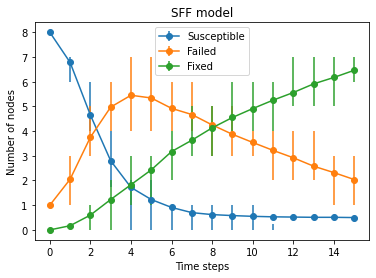 SFF model
Susceptible
Failed
Fixed
Number of nodes
8
7
6
5
4
3
2
1
0
0 2 4 6 8 10 12 14
Time steps